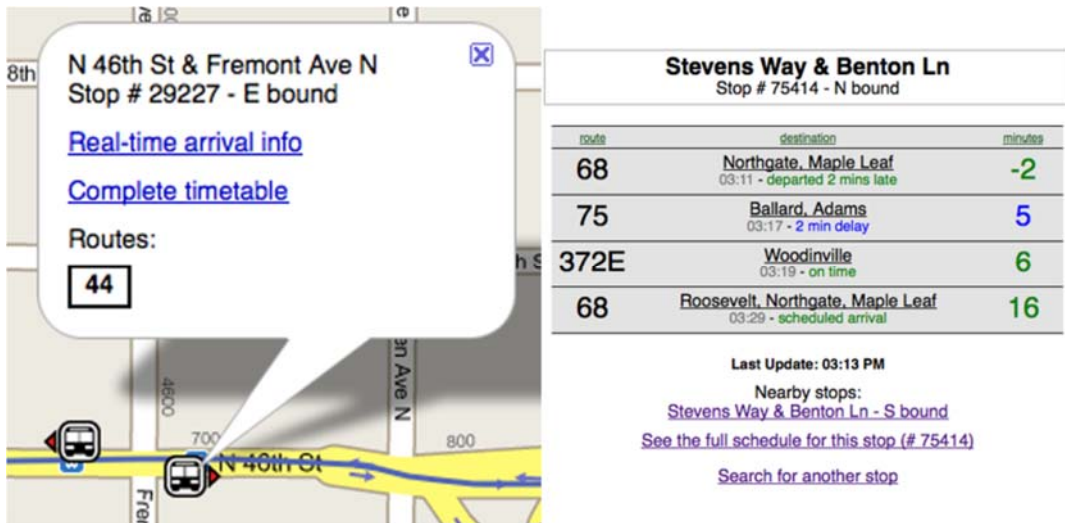 8th
N 46th St & Fremont Ave N
Stop # 29227 - E bound
Real-time arrival info
Complete timetable
Routes:
44
4600
700
800
N 46th St
Ave N
Stevens Way & Benton Ln
Stop # 75414 - N bound
route destination minutes
68 Northgate, Maple Leaf -2
03:11 - departed 2 mins late
75 Ballard, Adams 5
03:17 - 2 min delay
372E Woodinville 6
03:19 - on time
68 Roosevelt, Northgate, Maple Leaf 16
03:29 - scheduled arrival
Last Update: 03:13 PM
Nearby stops:
Stevens Way & Benton Ln - S bound
See the full schedule for this stop (# 75414)
Search for another stop